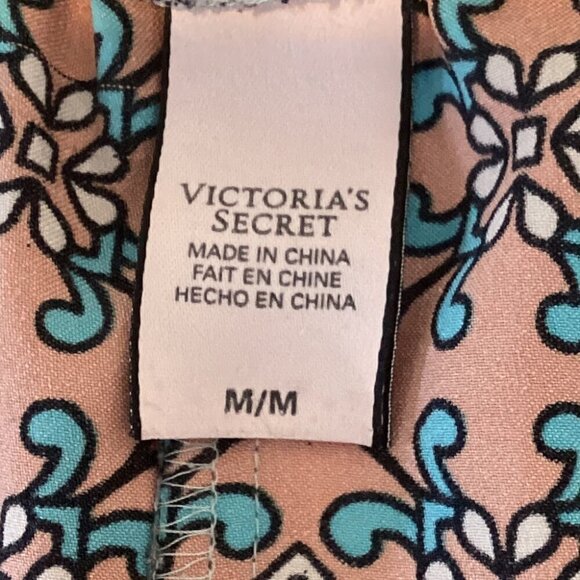 VICTORIA'S
SECRET
MADE IN CHINA
FAIT EN CHINE
HECHO EN CHINA
M/M